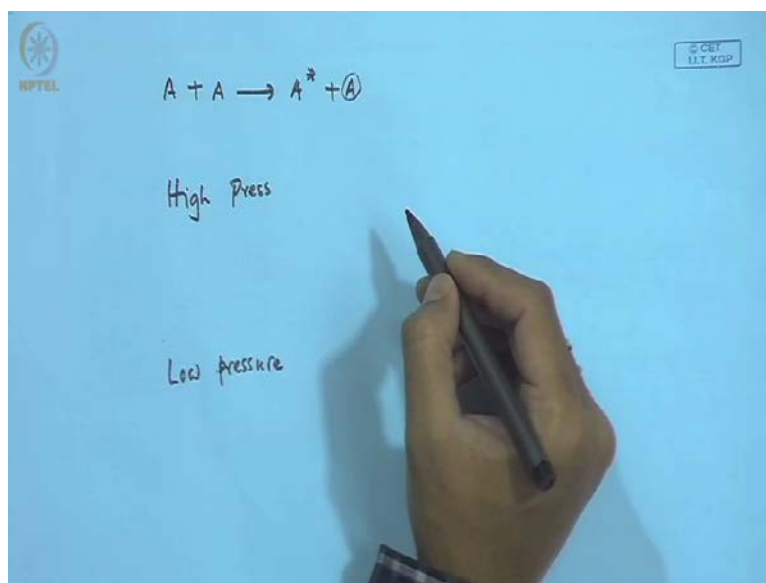 NPTEL
© CET
I.I.T. KGP
A + A ⟶ A* + Ⓐ
High Press
Low pressure